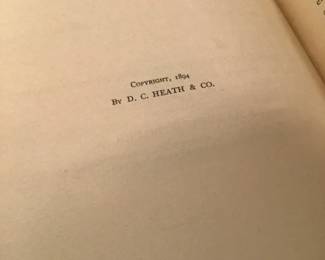 Copyright, 1894
By D. C. HEATH & CO.